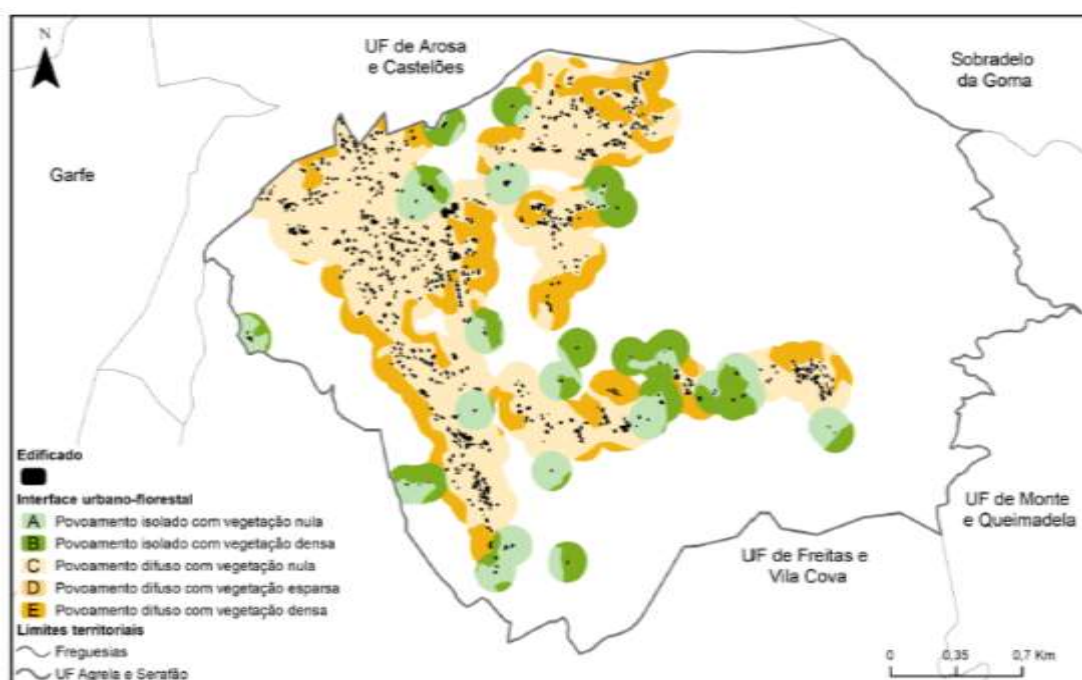 N
UF de Arosa
e Castelões
Sobradelo
da Goma
Garfe
UF de Monte
e Queimadela
UIF de Freitas e
Vila Cova
Edificado
Interface urbano-florestal
A Povoamento isolado com vegetação nula
B Povoamento isolado com vegetação densa
C Povoamento difuso com vegetação nula
D Povoamento difuso com vegetação esparsa
E Povoamento difuso com vegetação densa
Limites territoriais
Freguesias
UF Agrela e Serafão
0 0,35 0,7 Km